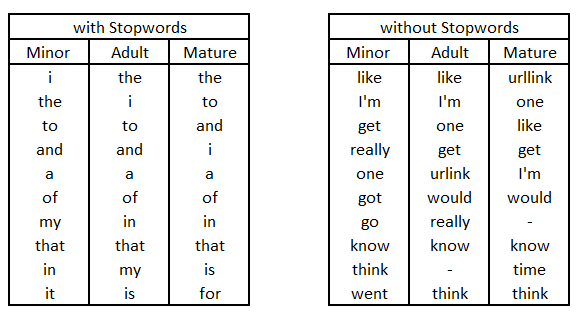 with Stopwords without Stopwords
Minor Adult Mature Minor Adult Mature
i the the like like urllink
the i to I'm I'm one
to to and get one like
and and i really get get
a a a one urlink I'm
of of of got would would
my in in go really -
that that that know know know
in my is think - time
it is for went think think